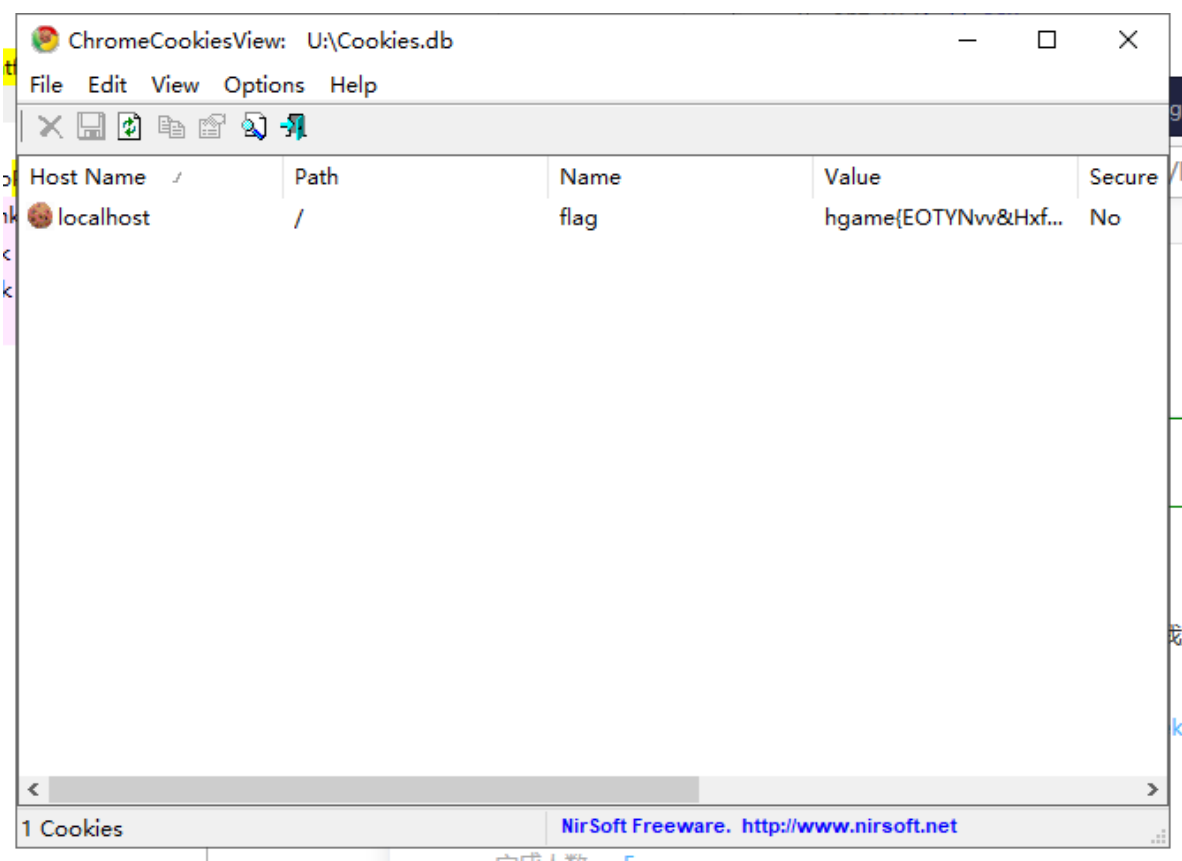 ChromeCookiesView: U:\Cookies.db
File Edit View Options Help
Host Name Path Name Value Secure
localhost / flag hgame{EOTYNvv&Hxf... No
1 Cookies NirSoft Freeware. http://www.nirsoft.net